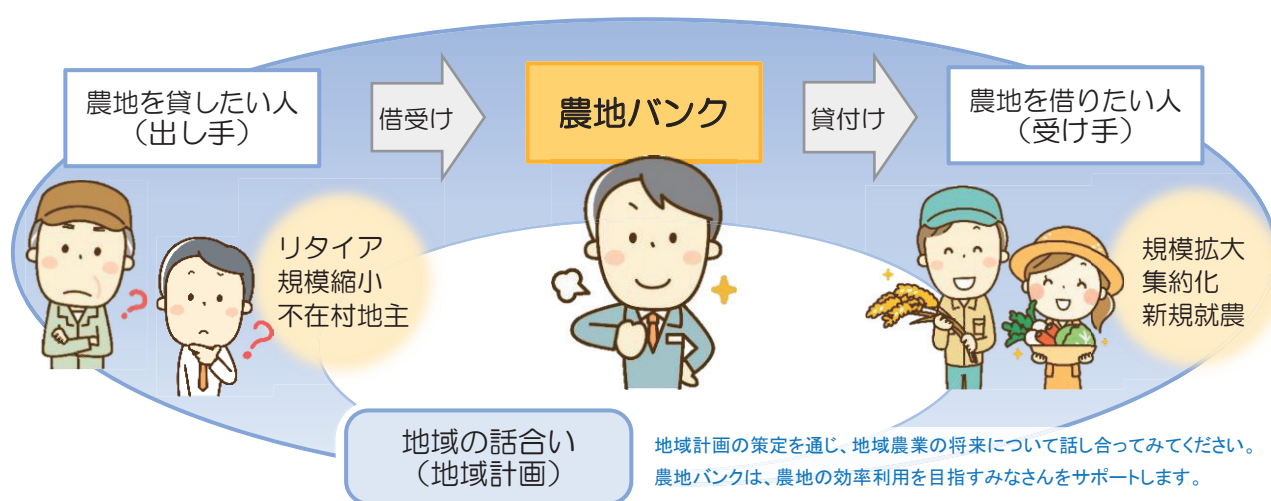 農地を貸したい人
（出し手）
借受け
農地バンク
貸付け
農地を借りたい人
（受け手）
リタイア
規模縮小
不在村地主
規模拡大
集約化
新規就農
地域の話合い
（地域計画）
地域計画の策定を通じ、地域農業の将来について話し合ってみてください。
農地バンクは、農地の効率利用を目指すみなさんをサポートします。